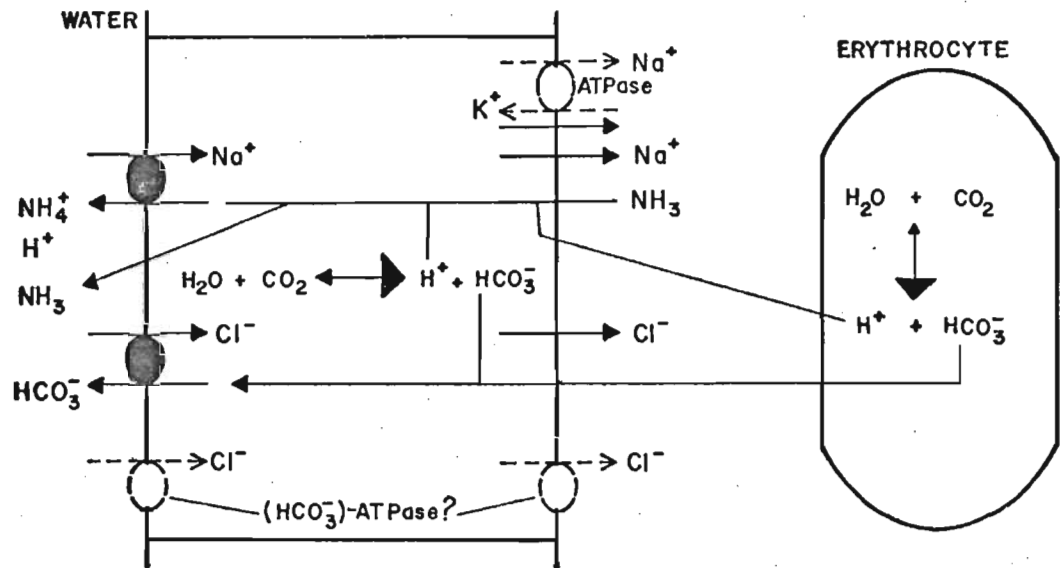 WATER
ERYTHROCYTE
Na⁺
ATPase
K⁺
Na⁺
Na⁺
NH₄⁺
NH₃
H⁺
NH₃
H₂O + CO₂
H⁺ + HCO₃⁻
H₂O + CO₂
H⁺ + HCO₃⁻
Cl⁻
Cl⁻
HCO₃⁻
Cl⁻
Cl⁻
(HCO₃⁻)-ATPase?